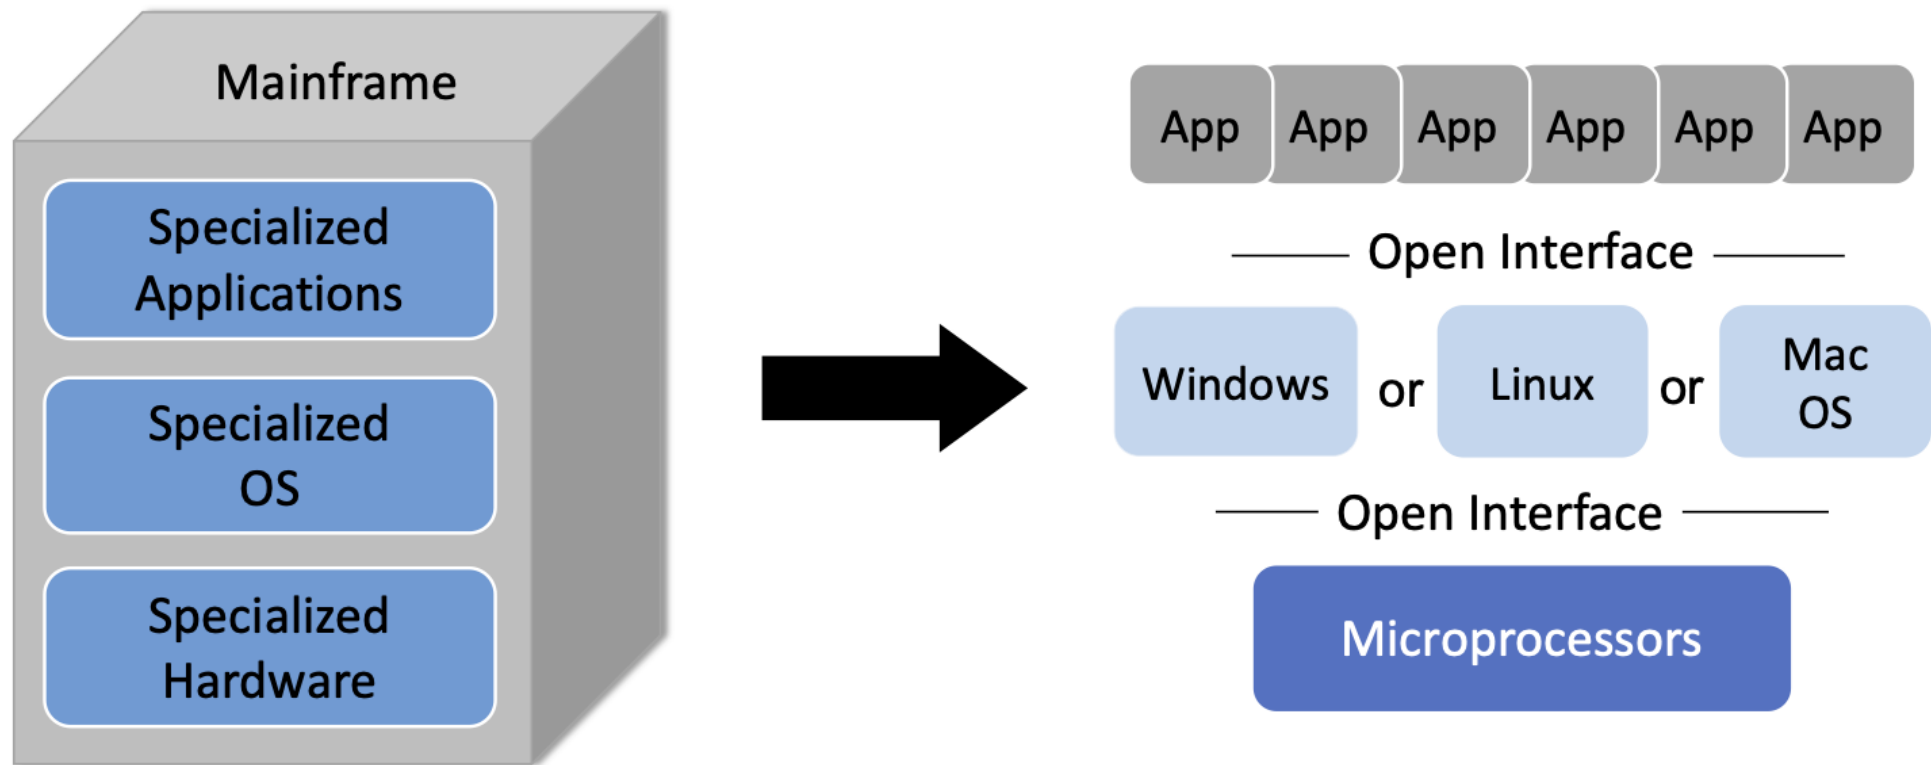 Mainframe
Specialized
Applications
Specialized
OS
Specialized
Hardware
App App App App App App
Open Interface
Windows or Linux or Mac
OS
Open Interface
Microprocessors